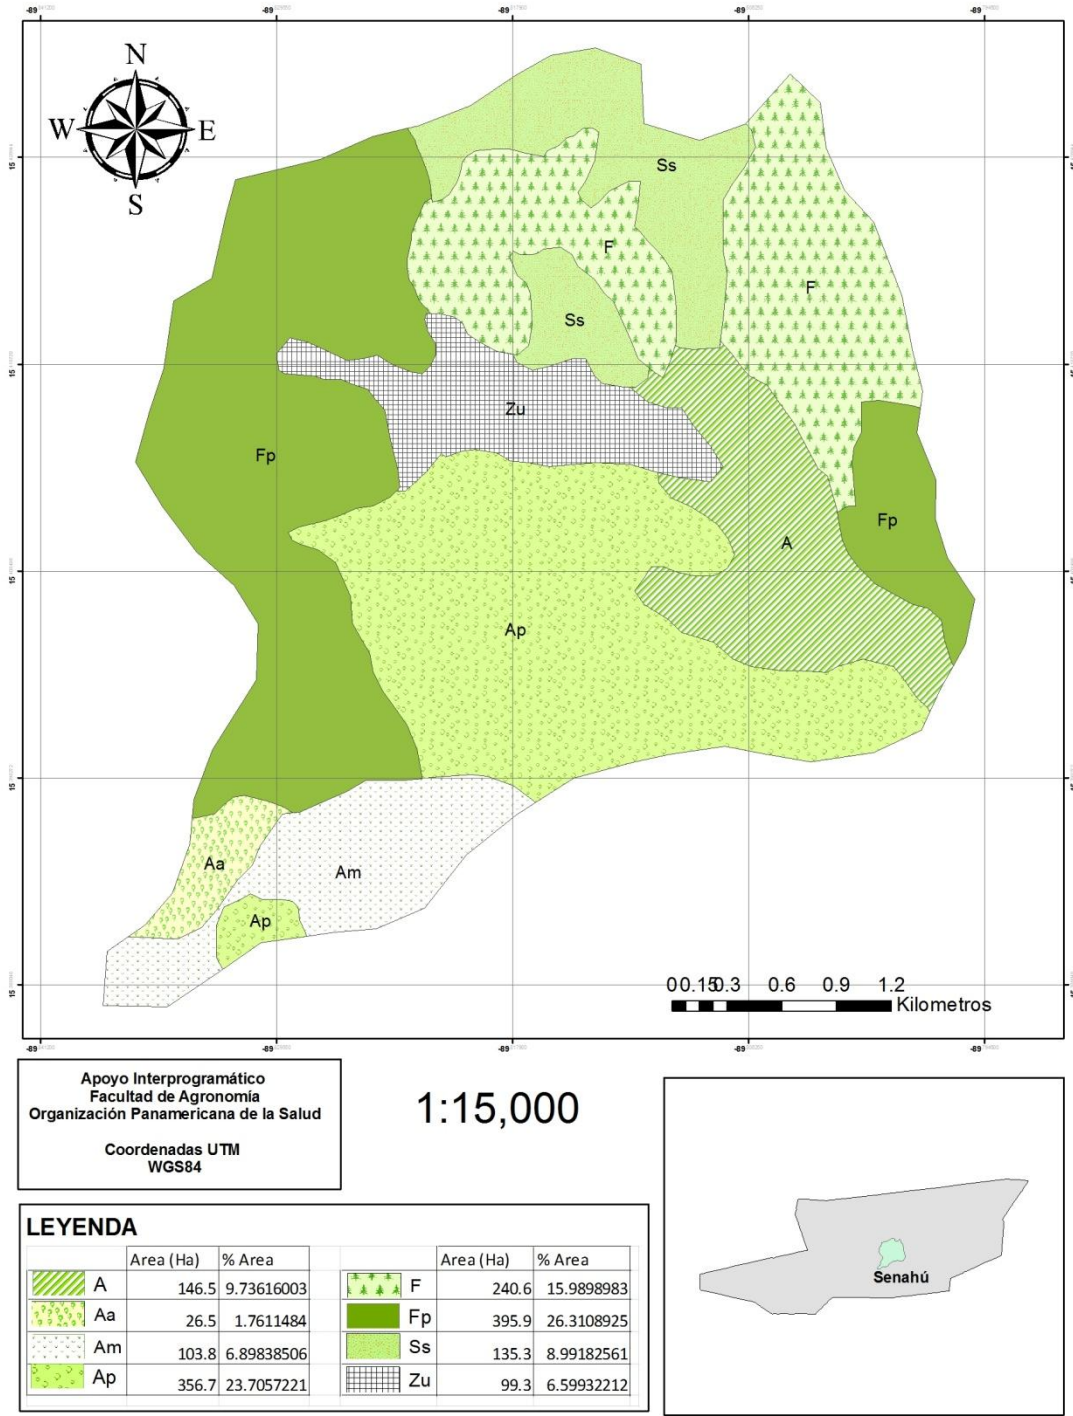 N
W E
S
Ss
F
F
Ss
Zu
Fp
Fp
A
Ap
Aa
Am
Ap
0 0.15 0.3 0.6 0.9 1.2
Kilometros
Apoyo Interprogramático
Facultad de Agronomía
Organización Panamericana de la Salud
Coordenadas UTM
WGS84
1:15,000
Senahú
LEYENDA
Area (Ha) % Area Area (Ha) % Area
A 146.5 9.73616003 F 240.6 15.9898983
Aa 26.5 1.7611484 Fp 395.9 26.3108925
Am 103.8 6.89838506 Ss 135.3 8.99182561
Ap 356.7 23.7057221 Zu 99.3 6.59932212